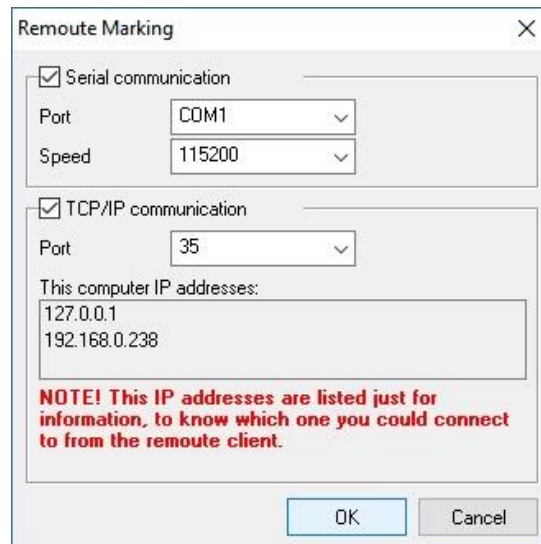 Remoute Marking
Serial communication
Port COM1
Speed 115200
TCP/IP communication
Port 35
This computer IP addresses:
127.0.0.1
192.168.0.238
NOTE! This IP addresses are listed just for
information, to know which one you could connect
to from the remoute client.
OK Cancel